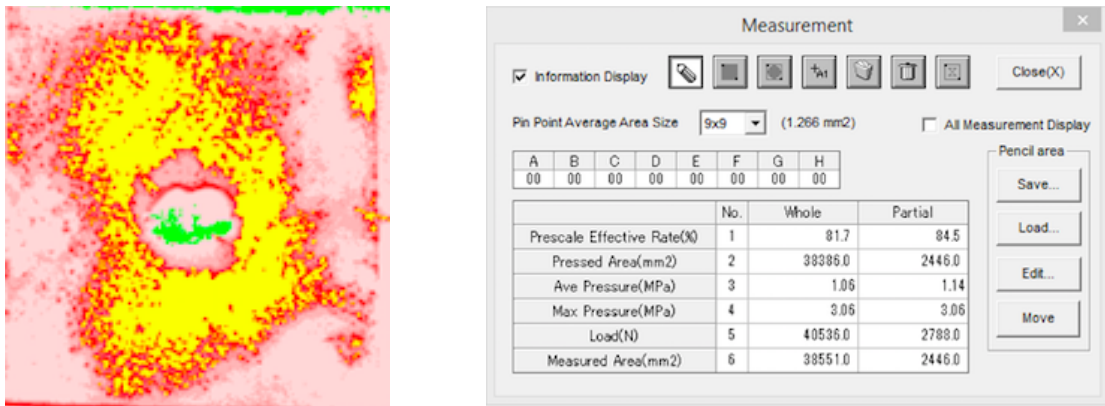 Measurement
Information Display
+A1
Close(X)
Pin Point Average Area Size 9x9 (1.266 mm2)
All Measurement Display
A B C D E F G H
00 00 00 00 00 00 00 00
Pencil area
Save...
Load...
Edit...
Move
No. Whole Partial
Prescale Effective Rate(%) 1 81.7 84.5
Pressed Area(mm2) 2 38386.0 2446.0
Ave Pressure(MPa) 3 1.06 1.14
Max Pressure(MPa) 4 3.06 3.06
Load(N) 5 40536.0 2788.0
Measured Area(mm2) 6 38551.0 2446.0